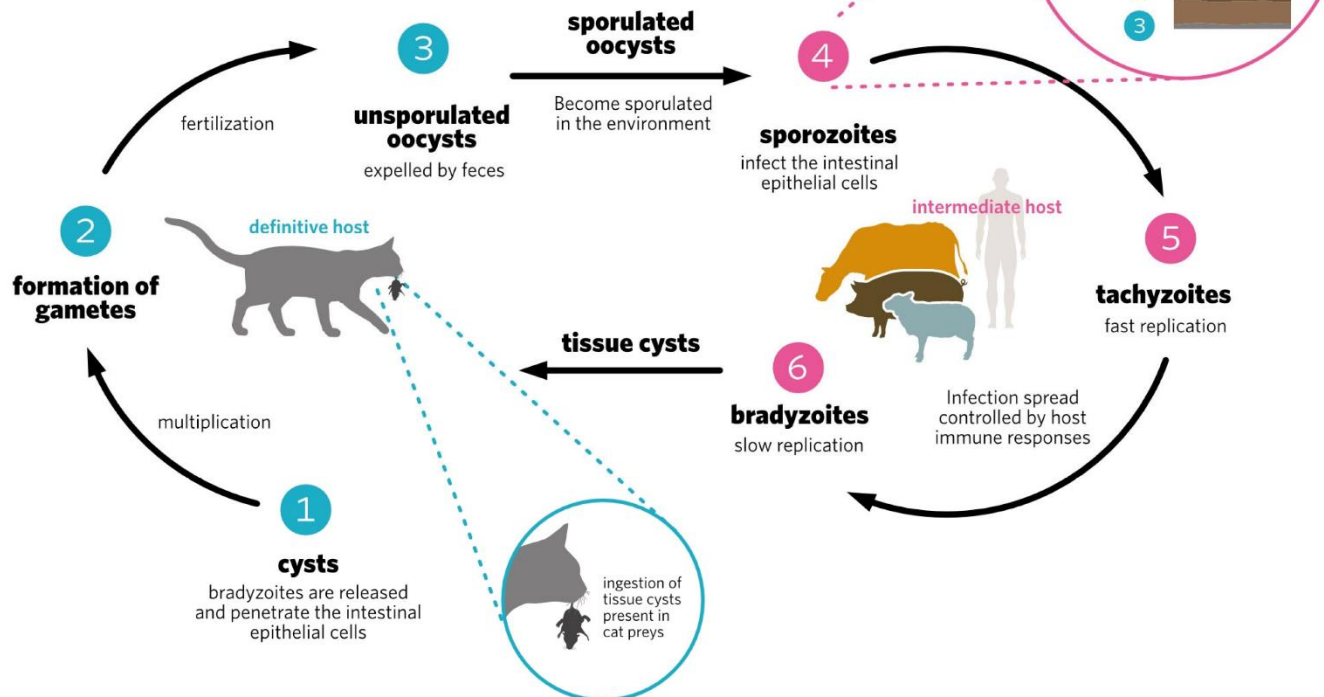 3
sporulated
oocysts
4
3
fertilization
unsporulated
oocysts
expelled by feces
Become sporulated
in the environment
sporozoites
infect the intestinal
epithelial cells
2
formation of
gametes
definitive host
intermediate host
5
tachyzoites
fast replication
tissue cysts
6
bradyzoites
slow replication
Infection spread
controlled by host
immune responses
multiplication
1
cysts
bradyzoites are released
and penetrate the intestinal
epithelial cells
ingestion of
tissue cysts
present in
cat preys